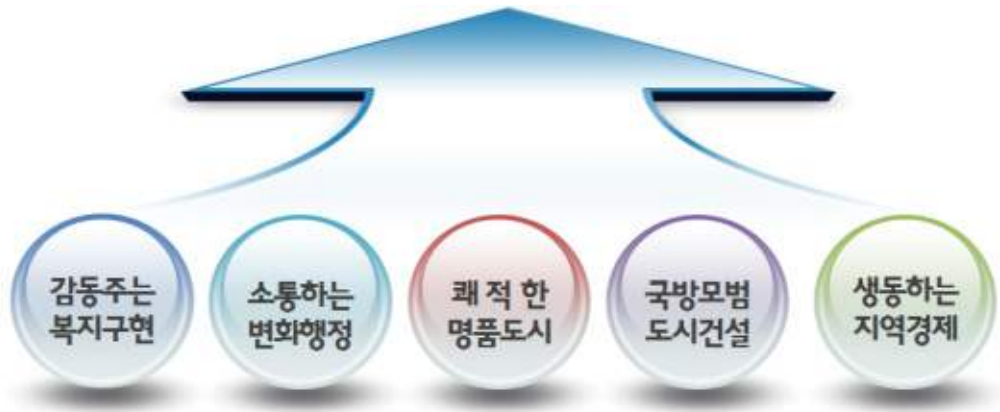 감동주는
복지구현
소통하는
변화행정
쾌 적 한
명품도시
국방모범
도시건설
생동하는
지역경제